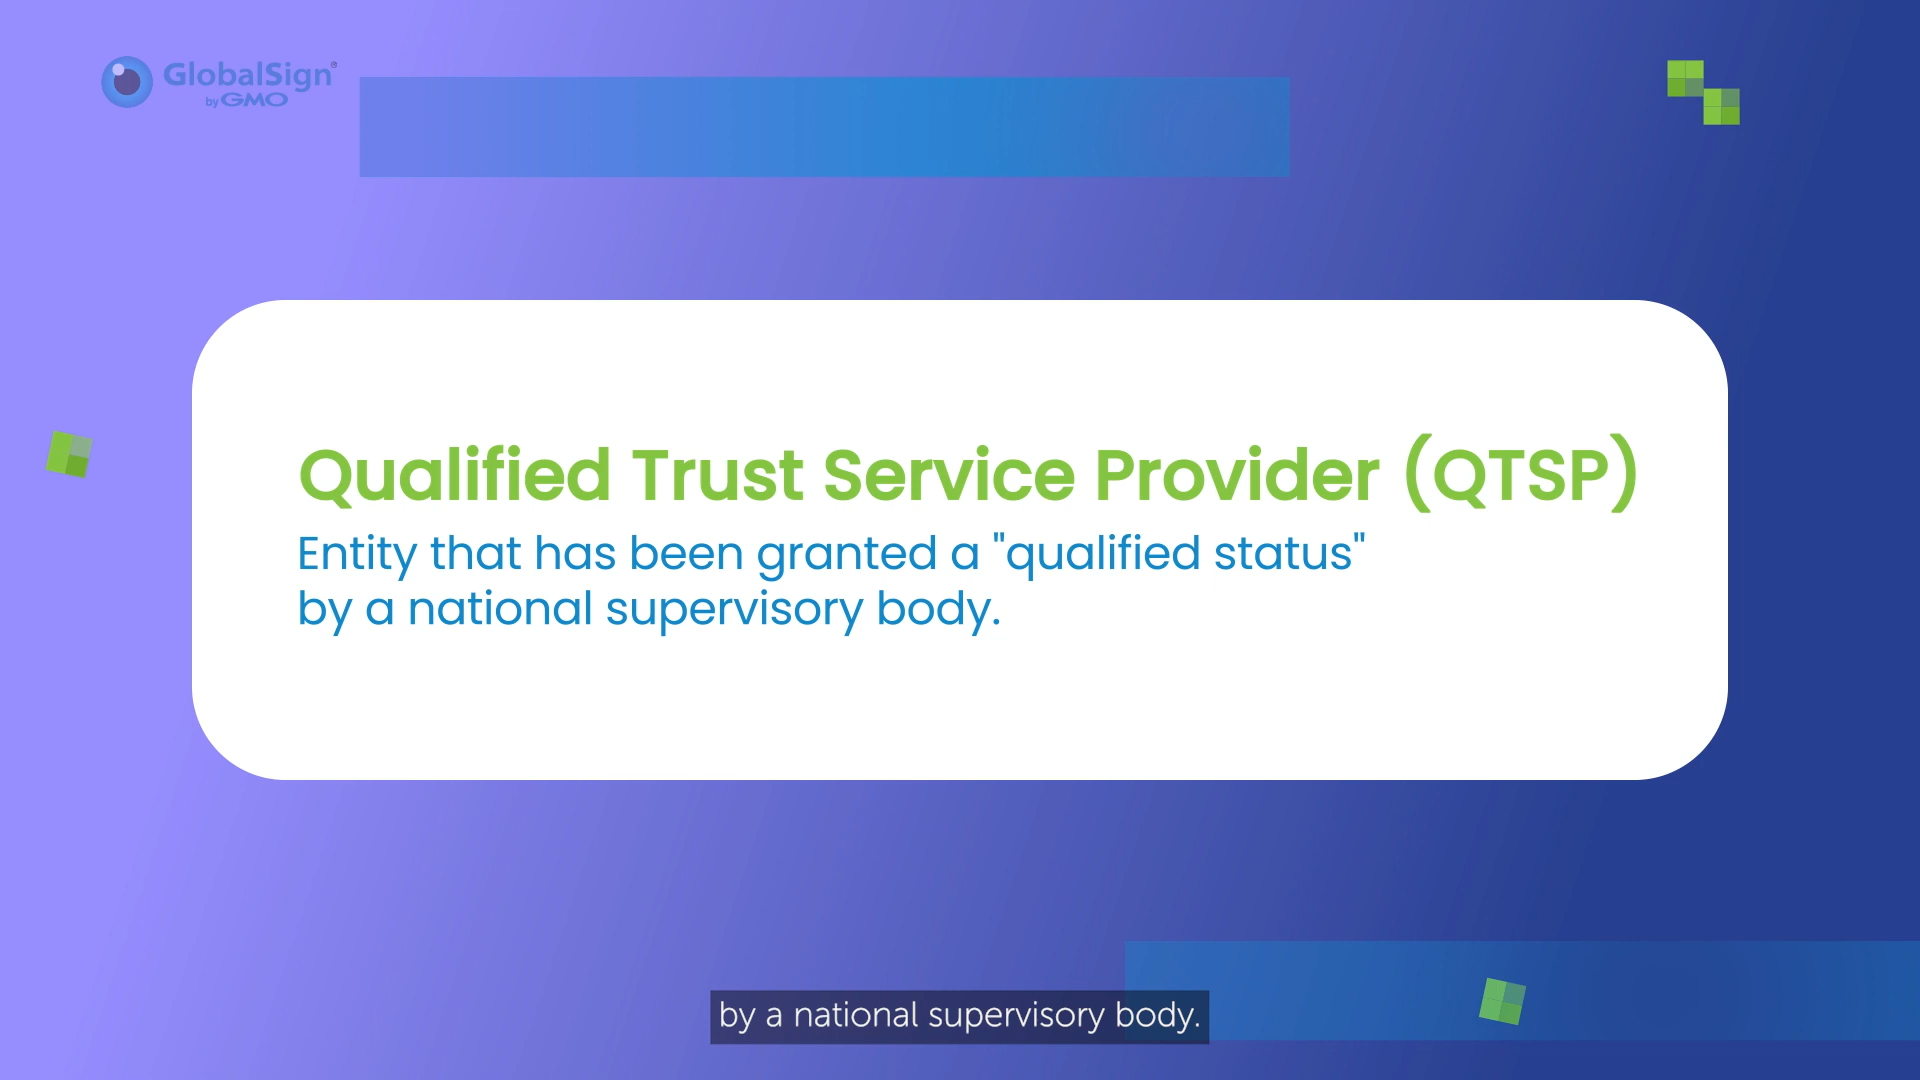 GlobalSign®
by GMO
Qualified Trust Service Provider (QTSP)
Entity that has been granted a "qualified status"
by a national supervisory body.
by a national supervisory body.